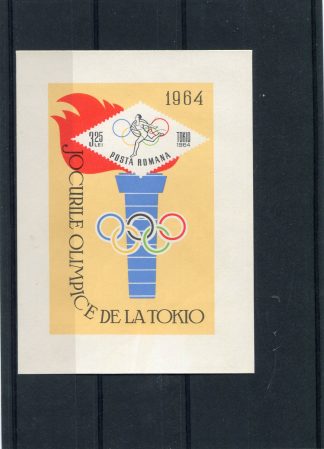 1964
3,25
LEI
TOKIO
1964
POSTA ROMANA
JOCURILE OLIMPICE DE LA TOKIO